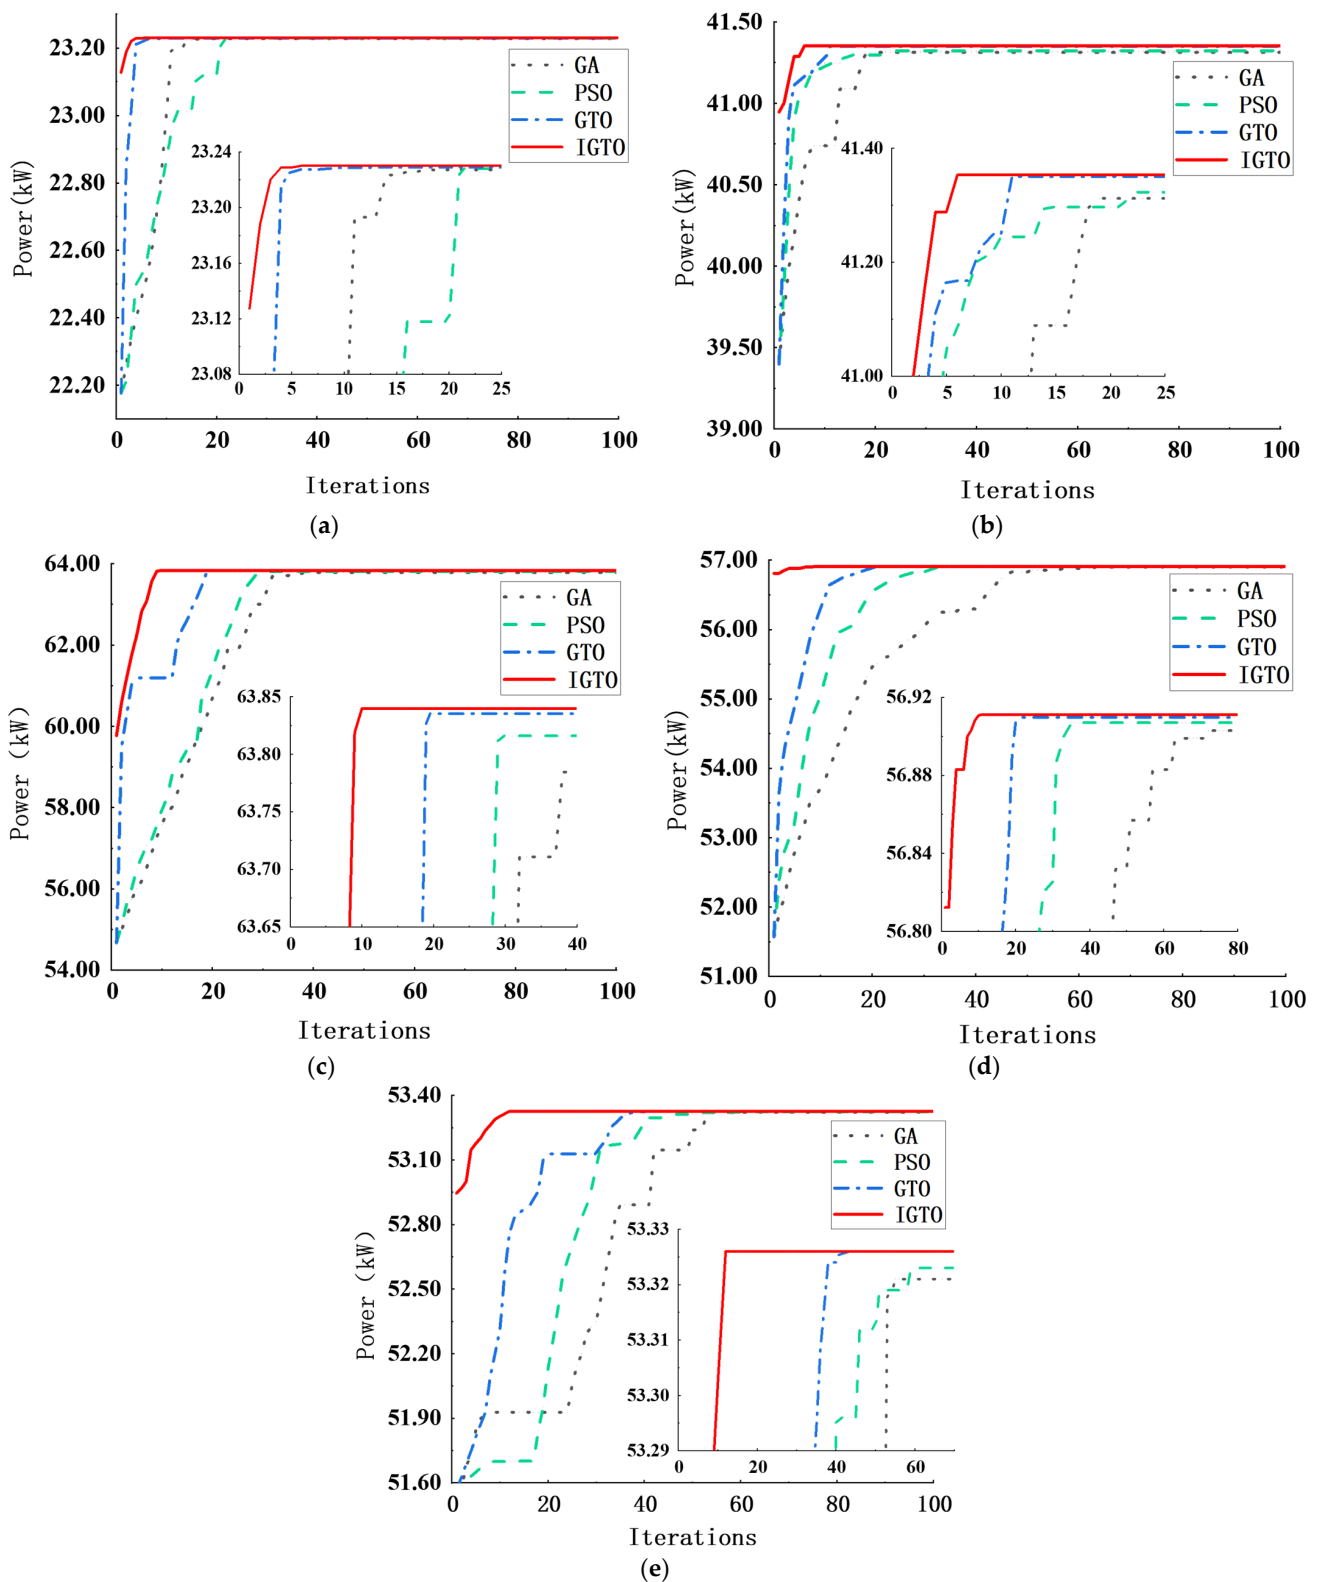 23.20
23.00
22.80
22.60
22.40
22.20
Power(kW)
0 20 40 60 80 100
Iterations
GA
PSO
GTO
IGTO
23.24
23.20
23.16
23.12
23.08
0 5 10 15 20 25
(a)
41.50
41.00
40.50
40.00
39.50
39.00
Power(kW)
0 20 40 60 80 100
Iterations
GA
PSO
GTO
IGTO
41.40
41.20
41.00
0 5 10 15 20 25
(b)
64.00
62.00
60.00
58.00
56.00
54.00
Power (kW)
0 20 40 60 80 100
Iterations
GA
PSO
GTO
IGTO
63.85
63.80
63.75
63.70
63.65
0 10 20 30 40
(c)
57.00
56.00
55.00
54.00
53.00
52.00
51.00
Power(kW)
0 20 40 60 80 100
Iterations
GA
PSO
GTO
IGTO
56.92
56.88
56.84
56.80
0 20 40 60 80
(d)
53.40
53.10
52.80
52.50
52.20
51.90
51.60
Power (kW)
0 20 40 60 80 100
Iterations
GA
PSO
GTO
IGTO
53.33
53.32
53.31
53.30
53.29
0 20 40 60
(e)